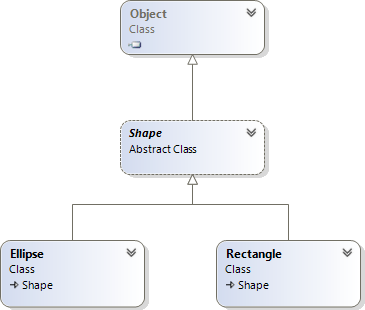 Object
Class
Shape
Abstract Class
Ellipse
Class
Shape
Rectangle
Class
Shape